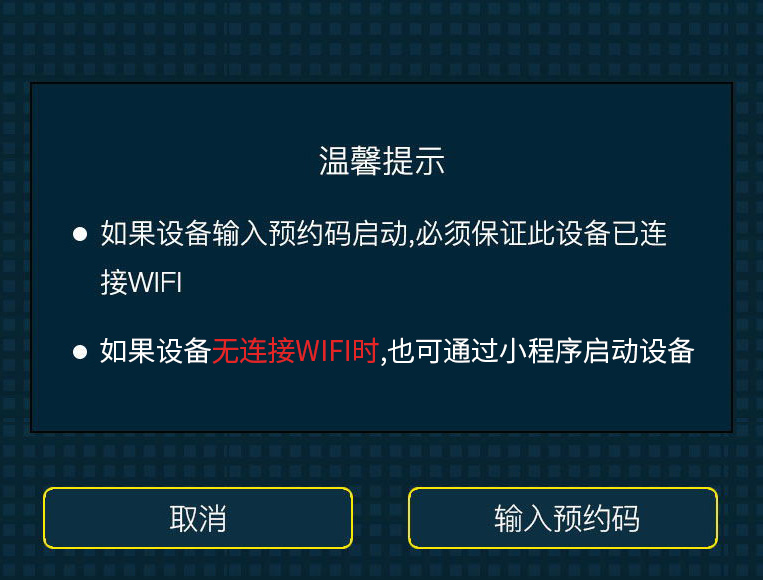 温馨提示
如果设备输入预约码启动,必须保证此设备已连
接WIFI
如果设备无连接WIFI时,也可通过小程序启动设备
取消
输入预约码